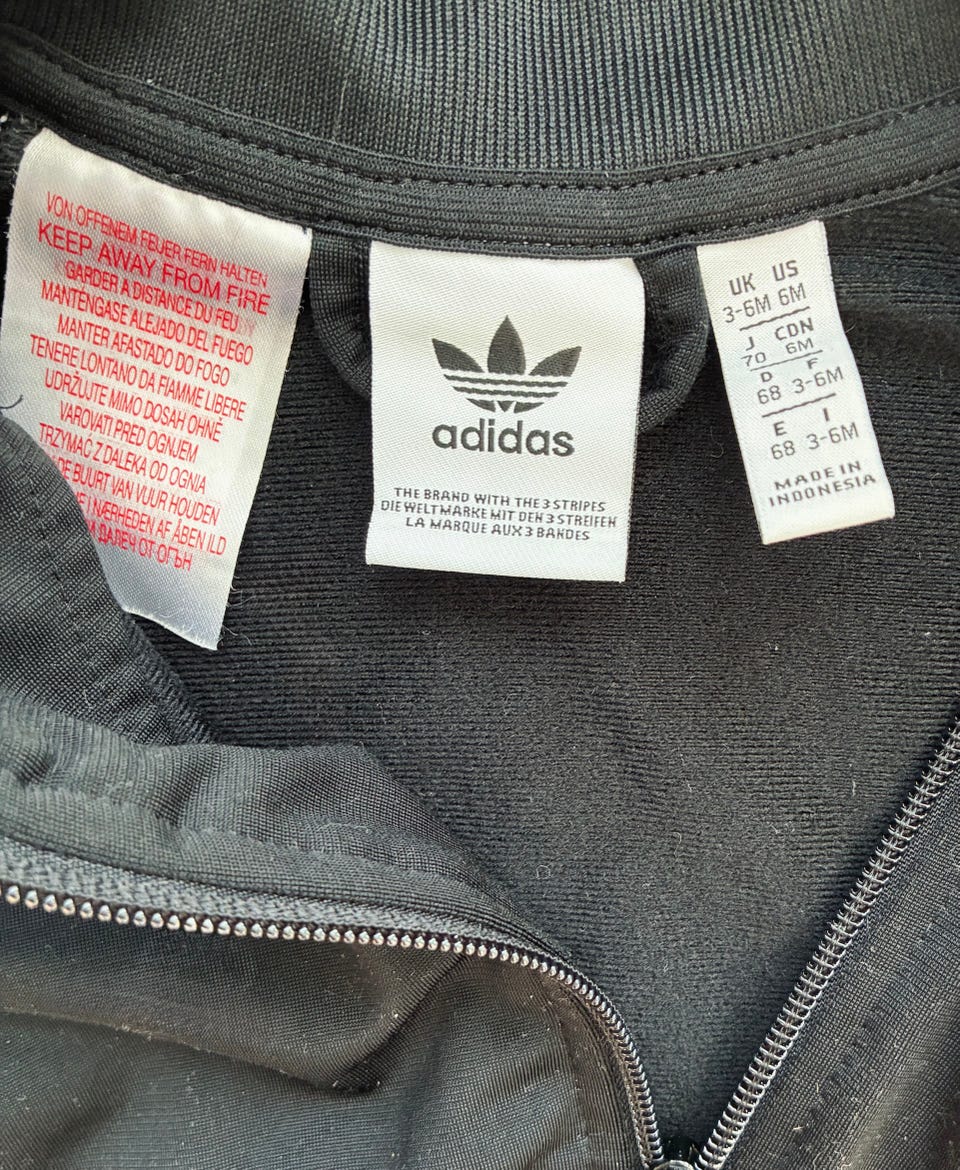 VON OFFENEM FEUER FERN HALTEN
KEEP AWAY FROM FIRE
GARDER A DISTANCE DU FEU
MANTÉNGASE ALEJADO DEL FUEGO
MANTER AFASTADO DO FOGO
TENERE LONTANO DA FIAMME LIBERE
UDRŽUJTE MIMO DOSAH OHNĚ
VAROVATI PRED OGNJEM
TRZYMAĆ Z DALEKA OD OGNIA
DE BUURT VAN VUUR HOUDEN
I NÆRHEDEN AF ÅBEN ILD
ДАЛЕЧ ОТ ОГЪН
adidas
THE BRAND WITH THE 3 STRIPES
DIE WELTMARKE MIT DEN 3 STREIFEN
LA MARQUE AUX 3 BANDES
UK US
3-6M 6M
J CDN
70 6M
D F
68 3-6M
E I
68 3-6M
MADE IN
INDONESIA